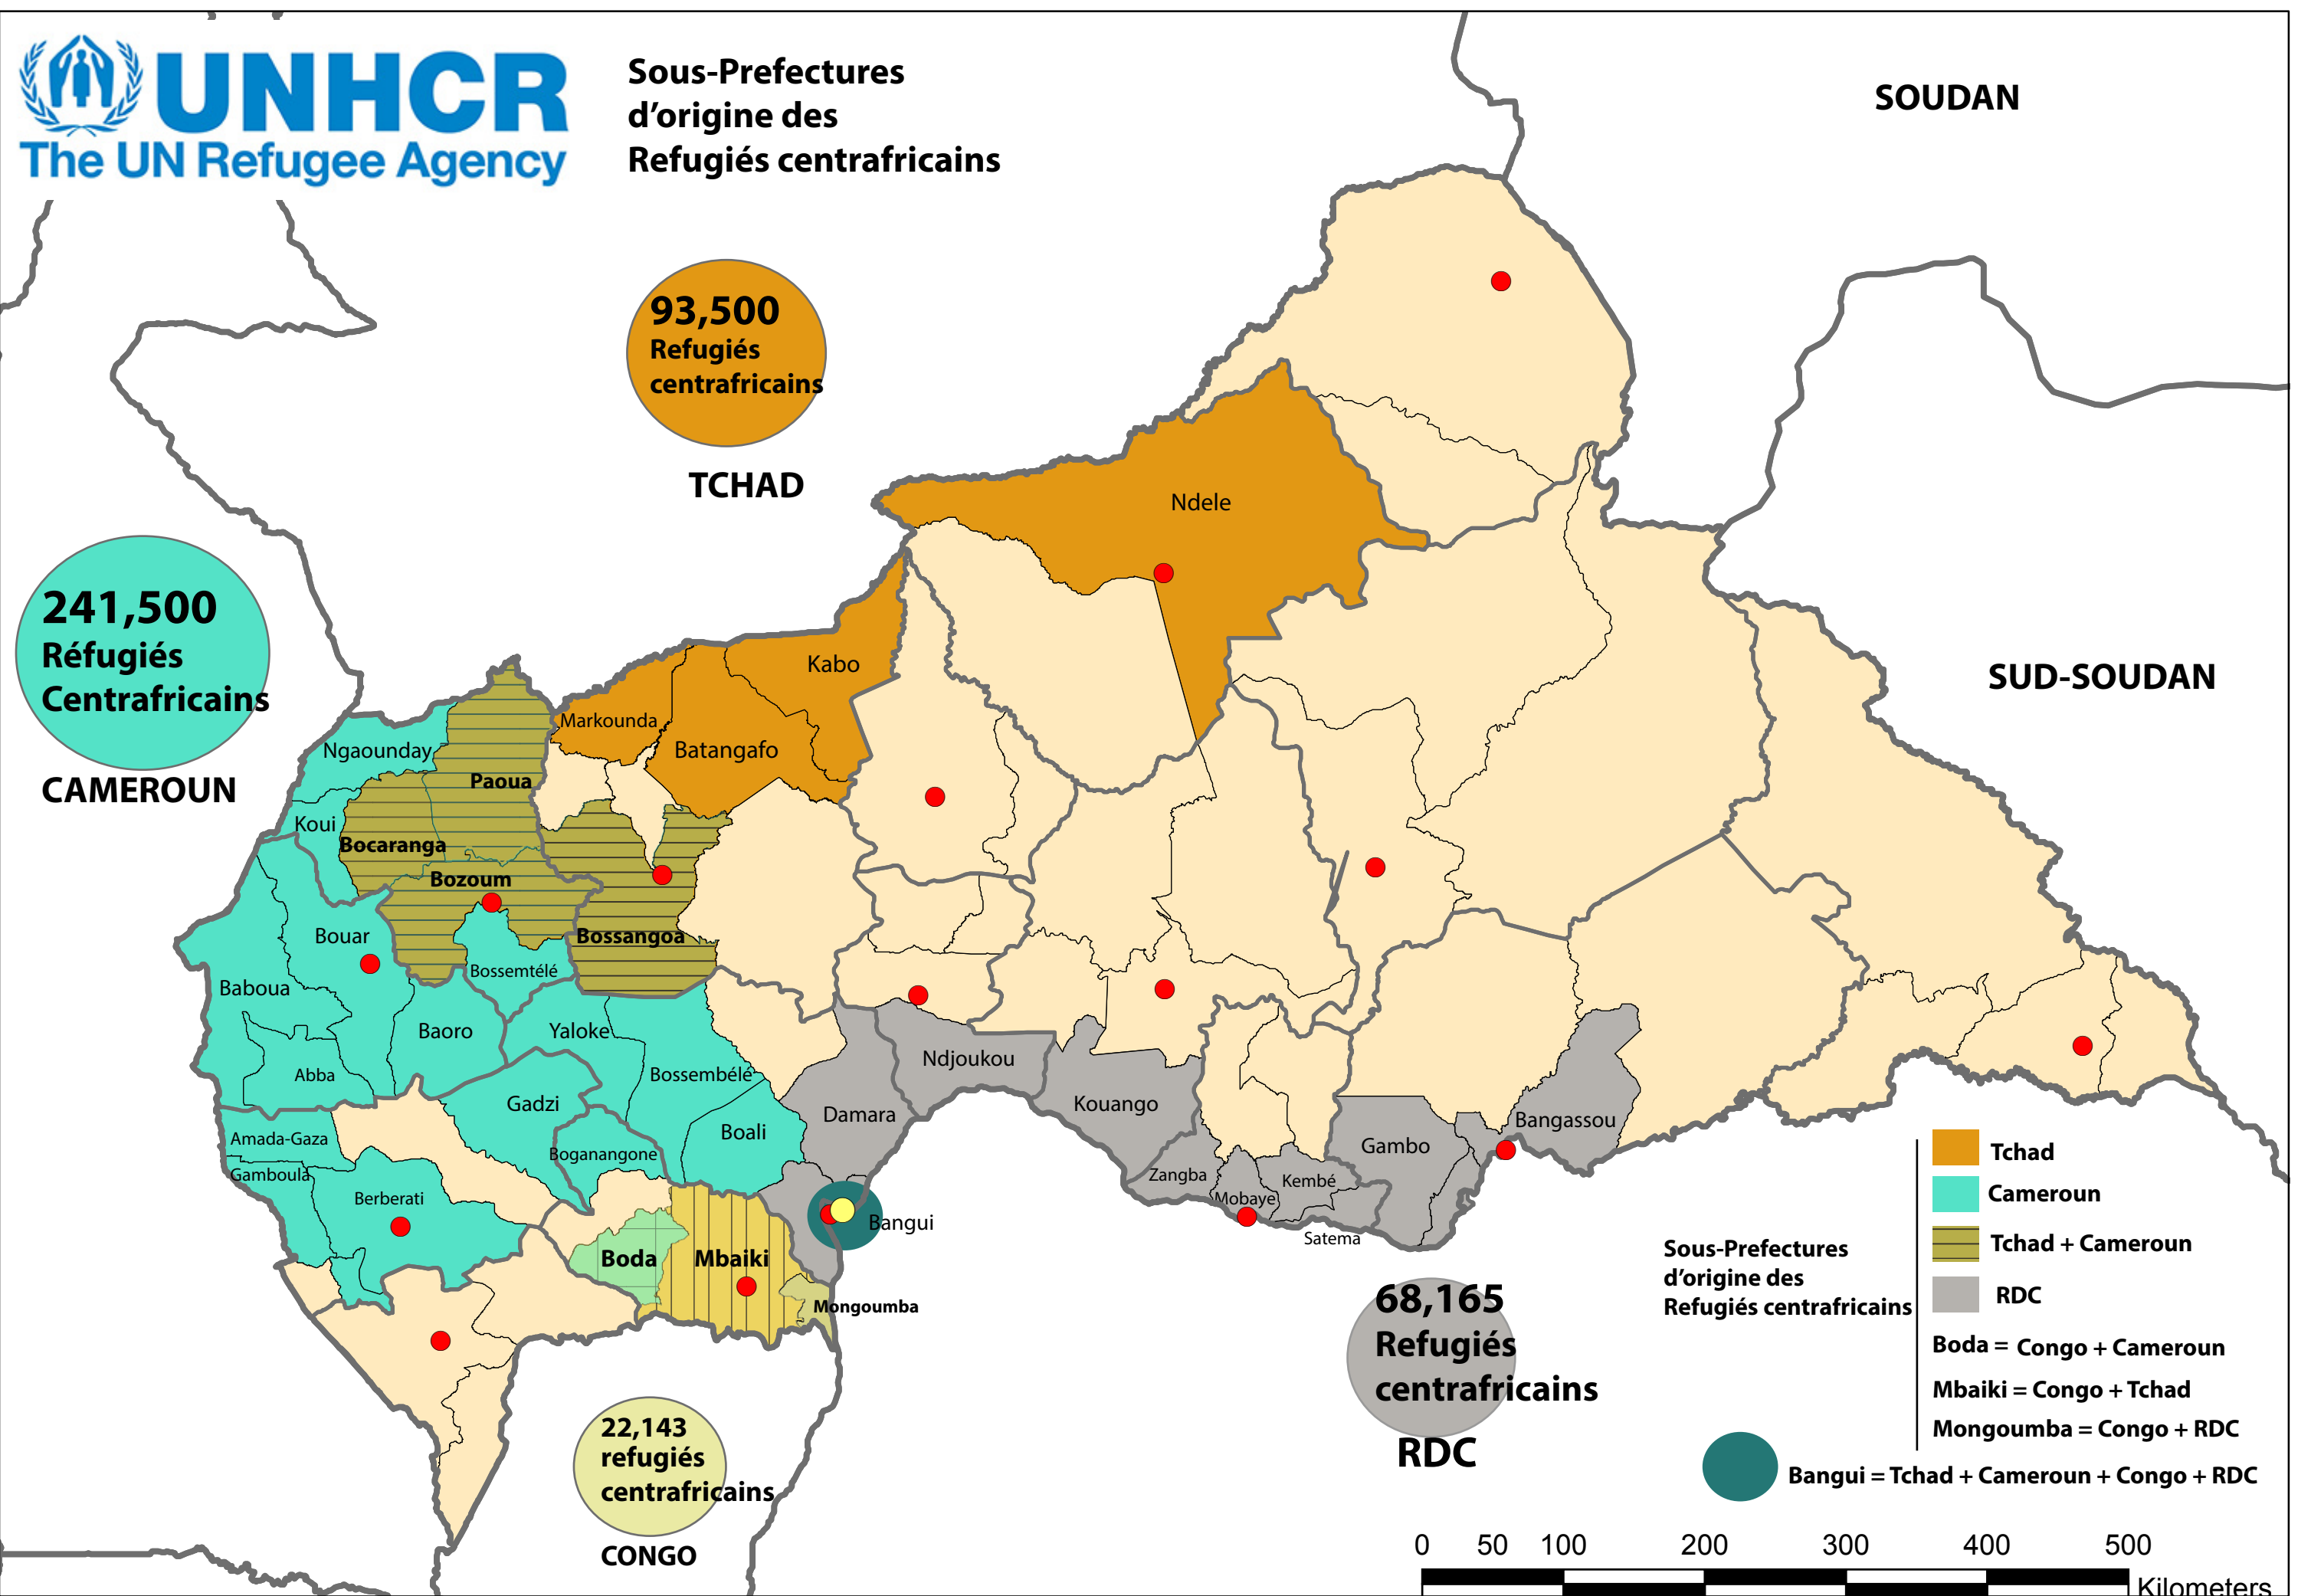 UNHCR
The UN Refugee Agency
Sous-Prefectures
d’origine des
Refugiés centrafricains
SOUDAN
93,500
Refugiés
centrafricains
TCHAD
Ndele
241,500
Réfugiés
Centrafricains
CAMEROUN
SUD-SOUDAN
Kabo
Markounda
Batangafo
Ngaounday
Paoua
Koui
Bocaranga
Bozoum
Bouar
Bossangoa
Bossemtélé
Baboua
Baoro
Yaloke
Abba
Bossembélé
Ndjoukou
Gadzi
Damara
Kouango
Bangassou
Amada-Gaza
Boali
Gambo
Boganangone
Gamboula
Zangba
Kembé
Berberati
Mobaye
Bangui
Satema
Boda
Mbaiki
Mongoumba
68,165
Refugiés
centrafricains
RDC
22,143
refugiés
centrafricains
CONGO
Sous-Prefectures
d’origine des
Refugiés centrafricains
Tchad
Cameroun
Tchad + Cameroun
RDC
Boda = Congo + Cameroun
Mbaiki = Congo + Tchad
Mongoumba = Congo + RDC
Bangui = Tchad + Cameroun + Congo + RDC
0 50 100 200 300 400 500
Kilometers